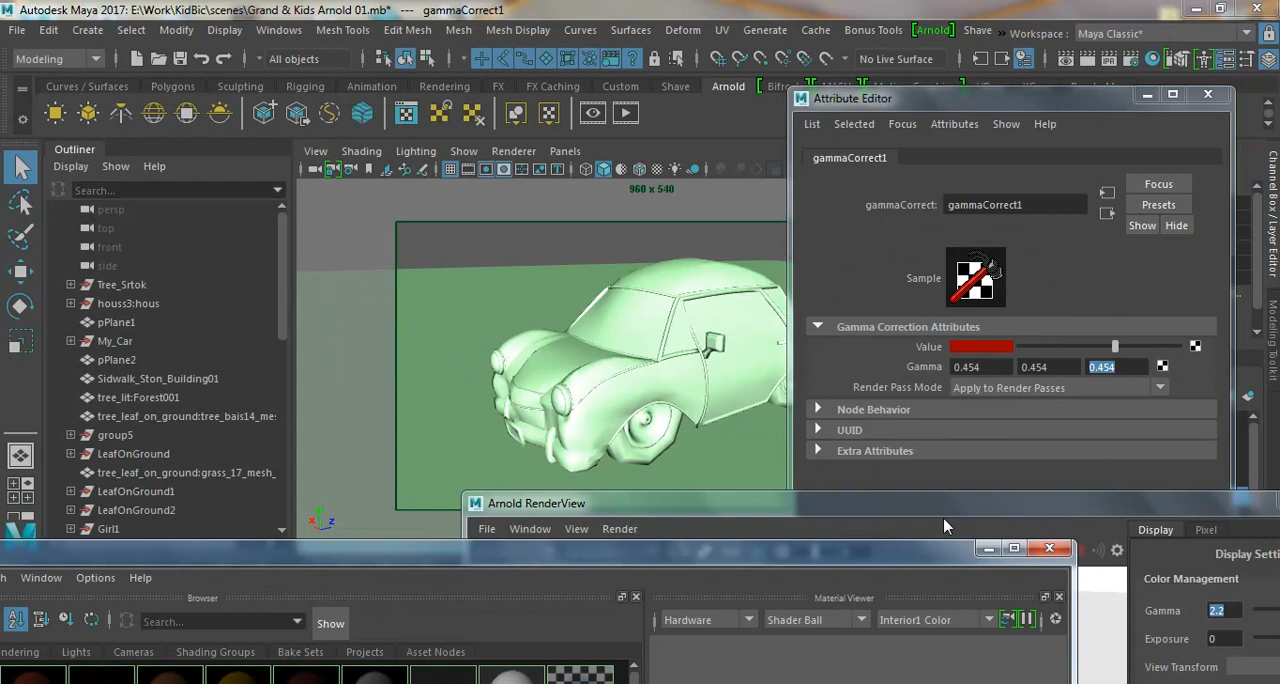 Autodesk Maya 2017: E:\Work\KidBic\scenes\Grand & Kids Arnold 01.mb* --- gammaCorrect1
File Edit Create Select Modify Display Windows Mesh Tools Edit Mesh Mesh Mesh Display Curves Surfaces Deform UV Generate Cache Bonus Tools [Arnold] Shave » Workspace : Maya Classic*
Modeling All objects No Live Surface
Curves / Surfaces Polygons Sculpting Rigging Animation Rendering FX FX Caching Custom Shave Arnold
Attribute Editor
List Selected Focus Attributes Show Help
gammaCorrect1
gammaCorrect: gammaCorrect1
Focus
Presets
Show Hide
Sample
Gamma Correction Attributes
Value
Gamma 0.454 0.454 0.454
Render Pass Mode Apply to Render Passes
Node Behavior
UUID
Extra Attributes
Channel Box / Layer Editor
Modeling Toolkit
Outliner
Display Show Help
Search...
persp
top
front
side
Tree_Srtok
houss3:hous
pPlane1
My_Car
pPlane2
Sidwalk_Ston_Building01
tree_lit:Forest001
tree_leaf_on_ground:tree_bais14_mes
group5
LeafOnGround
tree_leaf_on_ground:grass_17_mesh_
LeafOnGround1
LeafOnGround2
Girl1
View Shading Lighting Show Renderer Panels
960 x 540
x z
Arnold RenderView
File Window View Render
Display Pixel
Display Setti
Color Management
Gamma 2.2
Exposure 0
View Transform
h Window Options Help
Browser
Search... Show
ndering Lights Cameras Shading Groups Bake Sets Projects Asset Nodes
Material Viewer
Hardware Shader Ball Interior1 Color